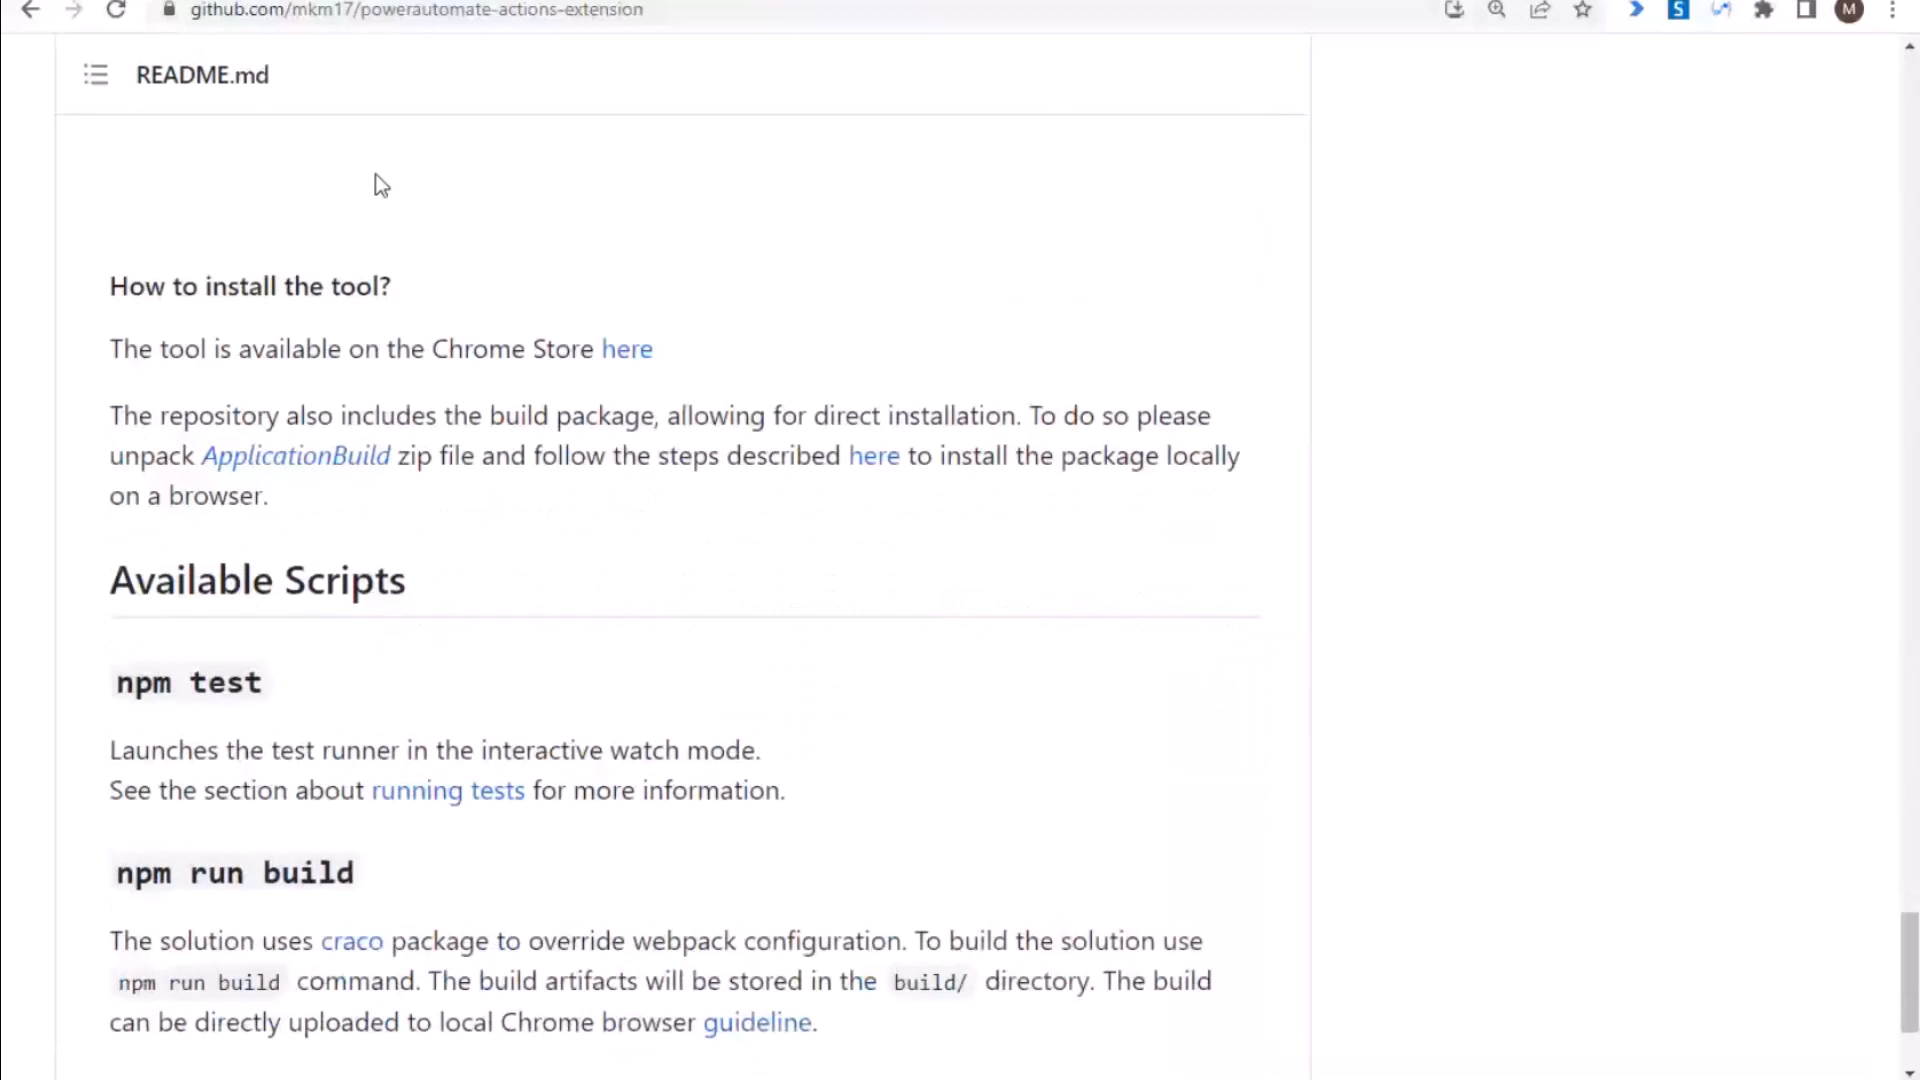 github.com/mkm17/powerautomate-actions-extension
S
M
README.md
How to install the tool?
The tool is available on the Chrome Store here
The repository also includes the build package, allowing for direct installation. To do so please
unpack ApplicationBuild zip file and follow the steps described here to install the package locally
on a browser.
Available Scripts
npm test
Launches the test runner in the interactive watch mode.
See the section about running tests for more information.
npm run build
The solution uses craco package to override webpack configuration. To build the solution use
npm run build command. The build artifacts will be stored in the build/ directory. The build
can be directly uploaded to local Chrome browser guideline.